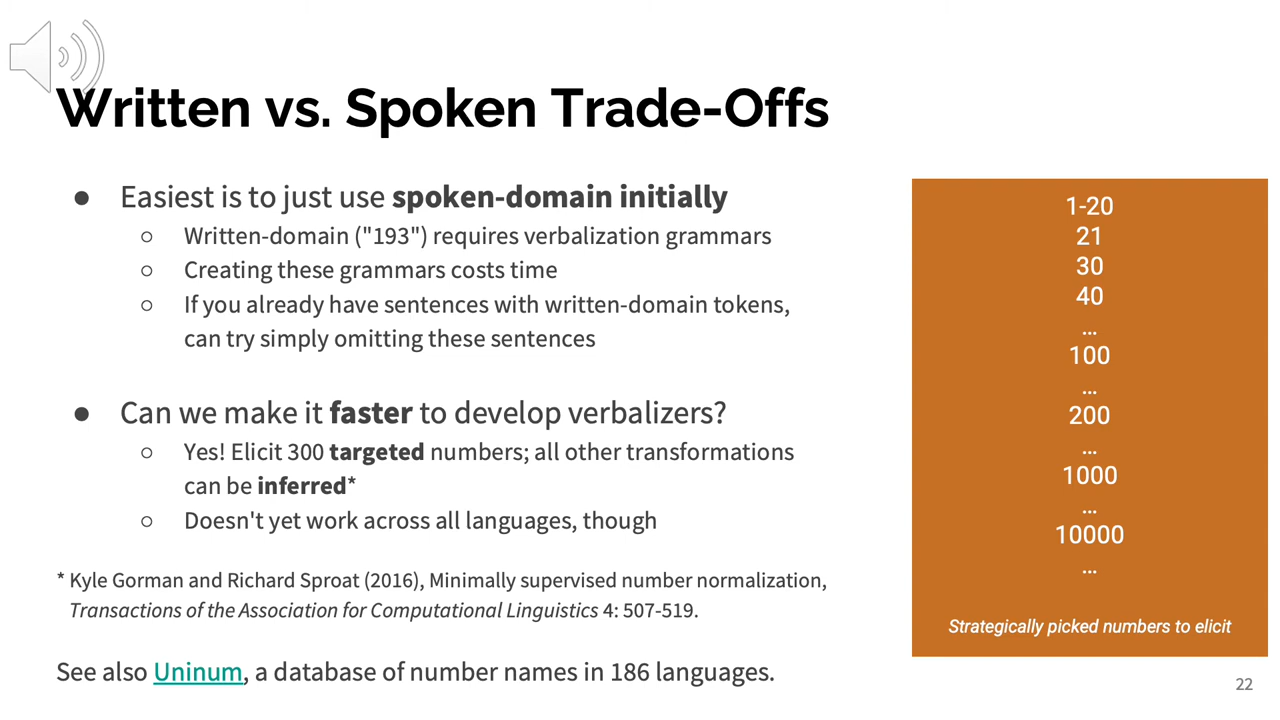 Written vs. Spoken Trade-Offs
● Easiest is to just use spoken-domain initially
○ Written-domain ("193") requires verbalization grammars
○ Creating these grammars costs time
○ If you already have sentences with written-domain tokens,
can try simply omitting these sentences
● Can we make it faster to develop verbalizers?
○ Yes! Elicit 300 targeted numbers; all other transformations
can be inferred*
○ Doesn't yet work across all languages, though
* Kyle Gorman and Richard Sproat (2016), Minimally supervised number normalization,
Transactions of the Association for Computational Linguistics 4: 507-519.
See also Uninum, a database of number names in 186 languages.
1-20
21
30
40
...
100
...
200
...
1000
...
10000
...
Strategically picked numbers to elicit
22